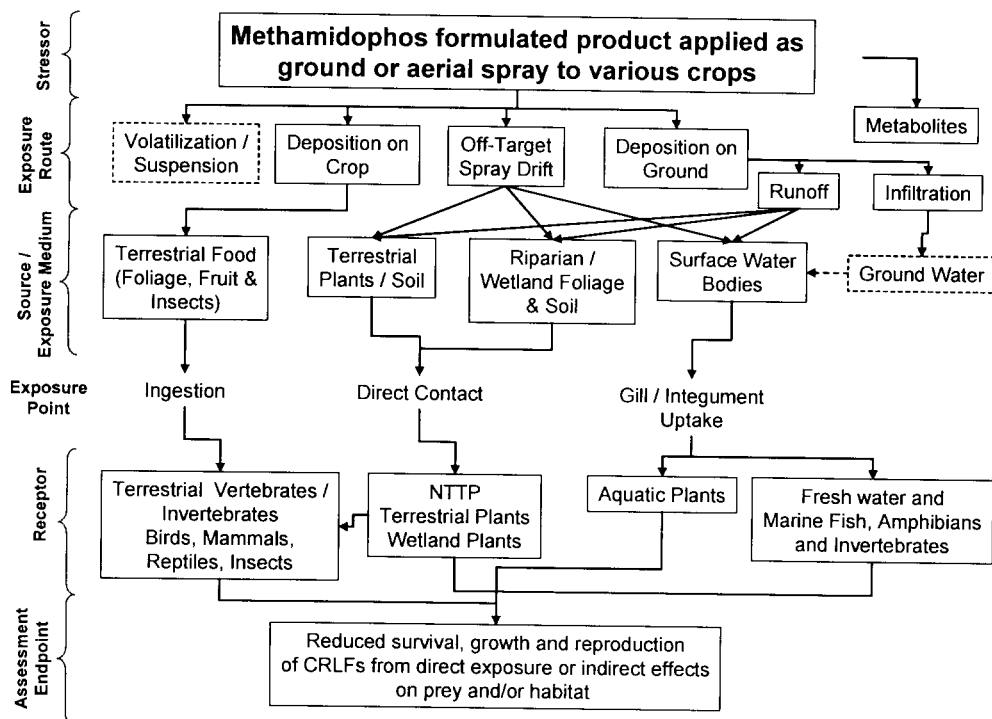 Stressor
Methamidophos formulated product applied as
ground or aerial spray to various crops
Exposure
Route
Volatilization /
Suspension
Deposition on
Crop
Off-Target
Spray Drift
Deposition on
Ground
Metabolites
Runoff
Infiltration
Source /
Exposure Medium
Terrestrial Food
(Foliage, Fruit &
Insects)
Terrestrial
Plants / Soil
Riparian /
Wetland Foliage
& Soil
Surface Water
Bodies
Ground Water
Exposure
Point
Ingestion
Direct Contact
Gill / Integument
Uptake
Receptor
Terrestrial Vertebrates /
Invertebrates
Birds, Mammals,
Reptiles, Insects
NTTP
Terrestrial Plants
Wetland Plants
Aquatic Plants
Fresh water and
Marine Fish, Amphibians
and Invertebrates
Assessment
Endpoint
Reduced survival, growth and reproduction
of CRLFs from direct exposure or indirect effects
on prey and/or habitat